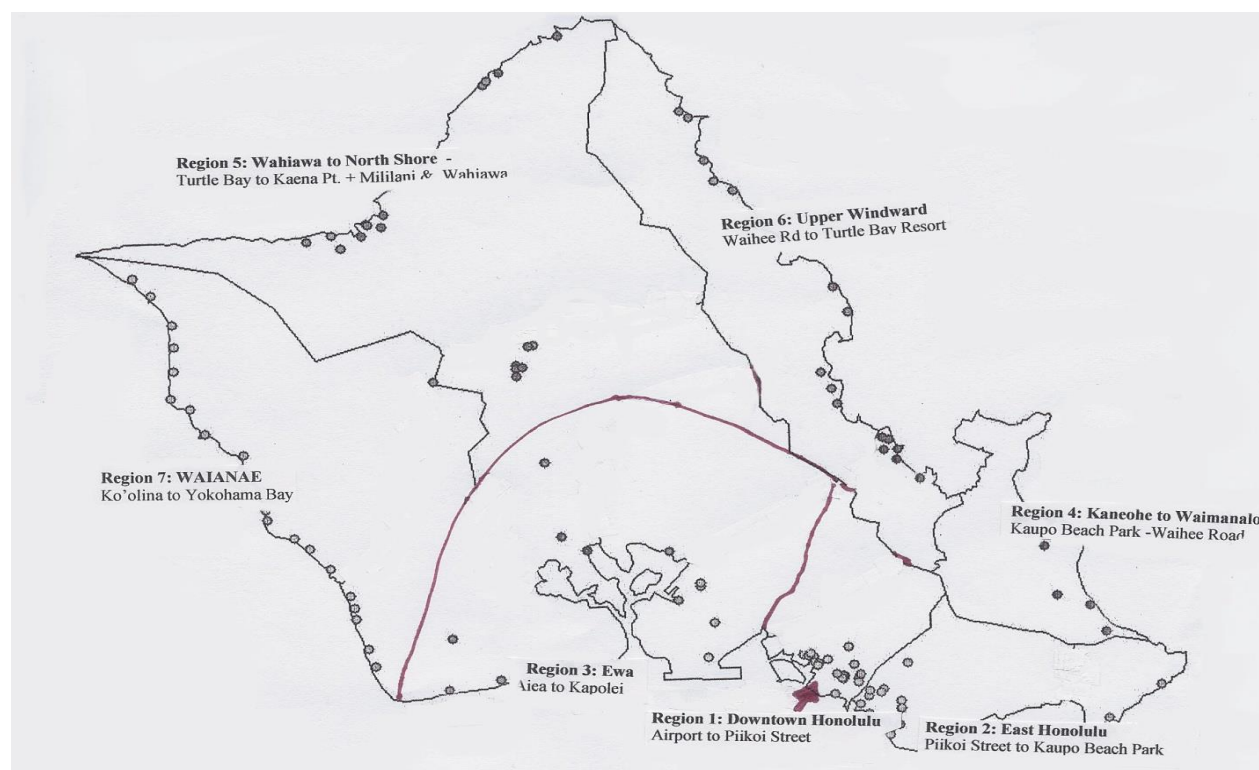 Region 5: Wahiawa to North Shore -
Turtle Bay to Kaena Pt. + Mililani & Wahiawa
Region 6: Upper Windward
Waihee Rd to Turtle Bay Resort
Region 7: WAIANAE
Ko'olina to Yokohama Bay
Region 4: Kaneohe to Waimanalo
Kaupo Beach Park -Waihee Road
Region 3: Ewa
Aiea to Kapolei
Region 1: Downtown Honolulu
Airport to Piikoi Street
Region 2: East Honolulu
Piikoi Street to Kaupo Beach Park